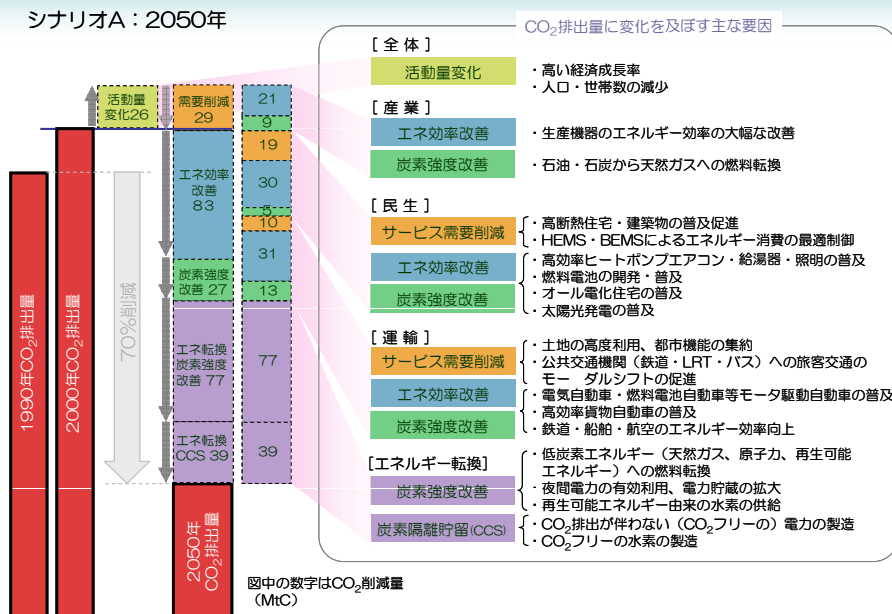 シナリオA：2050年
CO2排出量に変化を及ぼす主な要因
活動量
変化26
需要削減
29
エネ効率
改善
83
炭素強度
改善 27
エネ転換
炭素強度
改善 77
エネ転換
CCS 39
21
9
19
30
5
10
31
13
77
39
1990年CO2排出量
2000年CO2排出量
70%削減
2050年
CO2排出量
図中の数字はCO2削減量
（MtC）
[ 全体 ]
活動量変化
・高い経済成長率
・人口・世帯数の減少
[ 産業 ]
エネ効率改善
・生産機器のエネルギー効率の大幅な改善
炭素強度改善
・石油・石炭から天然ガスへの燃料転換
[ 民生 ]
サービス需要削減
・高断熱住宅・建築物の普及促進
・HEMS・BEMSによるエネルギー消費の最適制御
エネ効率改善
炭素強度改善
・高効率ヒートポンプエアコン・給湯器・照明の普及
・燃料電池の開発・普及
・オール電化住宅の普及
・太陽光発電の普及
[ 運輸 ]
サービス需要削減
・土地の高度利用、都市機能の集約
・公共交通機関（鉄道・LRT・バス）への旅客交通の
モーダルシフトの促進
エネ効率改善
炭素強度改善
・電気自動車・燃料電池自動車等モータ駆動自動車の普及
・高効率貨物自動車の普及
・鉄道・船舶・航空のエネルギー効率向上
[エネルギー転換]
炭素強度改善
・低炭素エネルギー（天然ガス、原子力、再生可能
エネルギー）への燃料転換
・夜間電力の有効利用、電力貯蔵の拡大
・再生可能エネルギー由来の水素の供給
炭素隔離貯留(CCS)
・CO2排出が伴わない（CO2フリーの）電力の製造
・CO2フリーの水素の製造